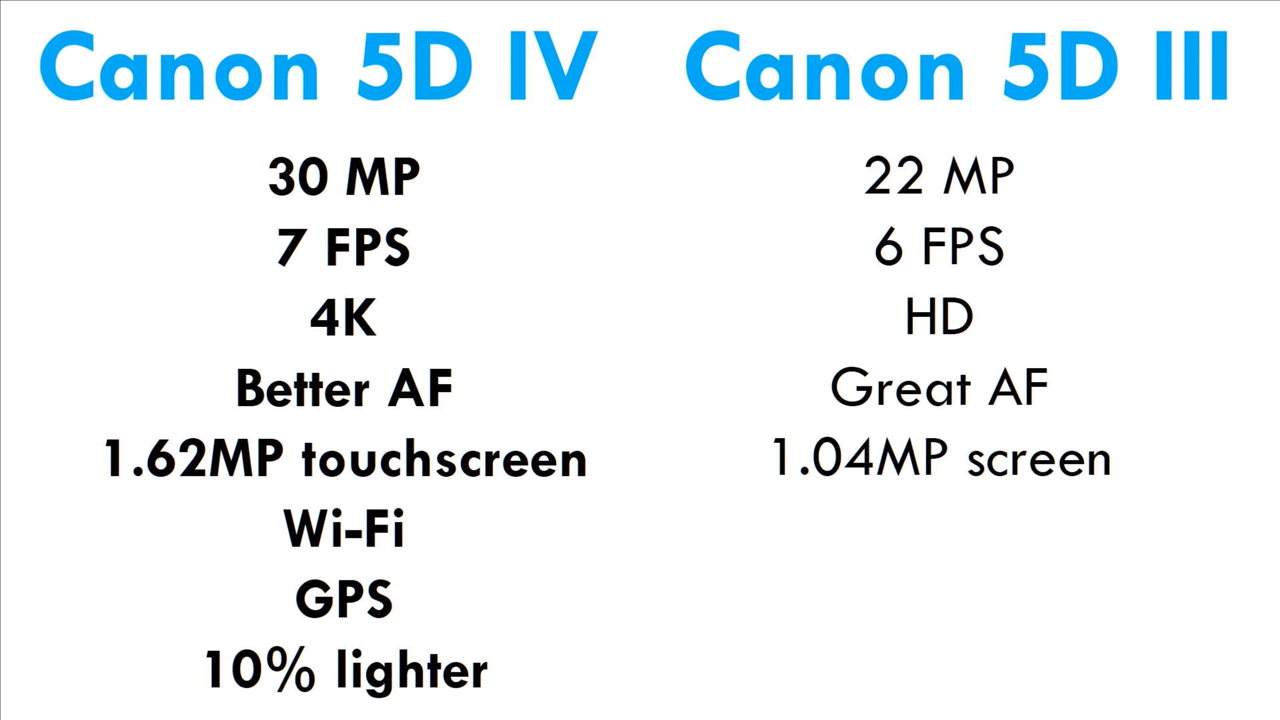 Canon 5D IV Canon 5D III
30 MP 22 MP
7 FPS 6 FPS
4K HD
Better AF Great AF
1.62MP touchscreen 1.04MP screen
Wi-Fi
GPS
10% lighter